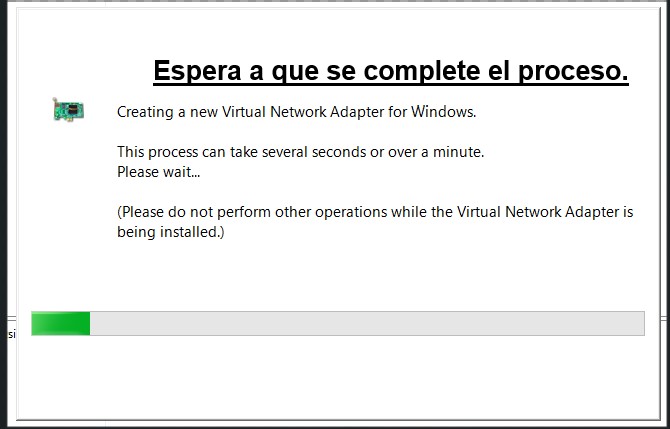 Espera a que se complete el proceso.
Creating a new Virtual Network Adapter for Windows.
This process can take several seconds or over a minute.
Please wait...
(Please do not perform other operations while the Virtual Network Adapter is
being installed.)
si